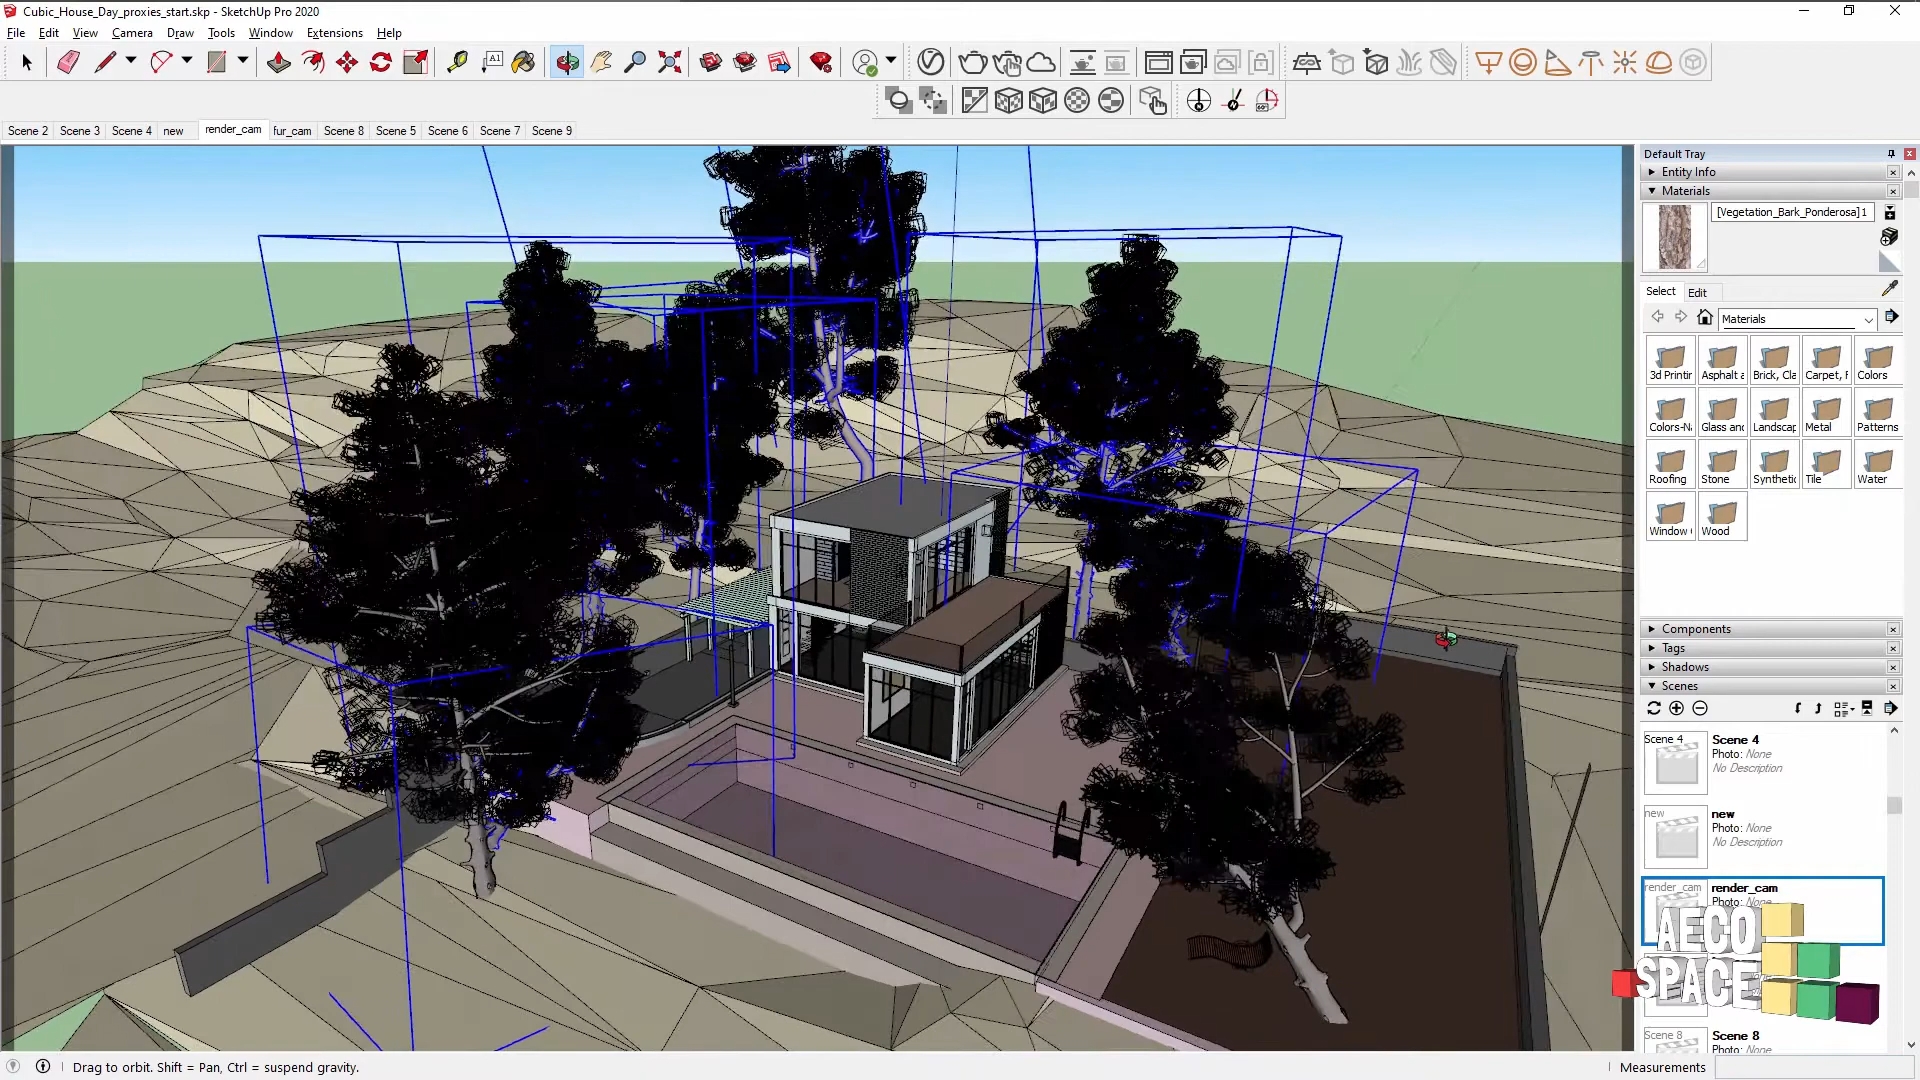 Cubic_House_Day_proxies_start.skp - SketchUp Pro 2020
File Edit View Camera Draw Tools Window Extensions Help
A1
Scene 2 Scene 3 Scene 4 new render_cam fur_cam Scene 8 Scene 5 Scene 6 Scene 7 Scene 9
Default Tray
Entity Info
Materials
[Vegetation_Bark_Ponderosa]1
Select Edit
Materials
3d Printir Asphalt a Brick, Cla Carpet, F Colors
Colors-Na Glass and Landscap Metal Patterns
Roofing Stone Synthetic Tile Water
Window Wood
Components
Tags
Shadows
Scenes
Scene 4 Scene 4
Photo: None
No Description
new new
Photo: None
No Description
render_cam render_cam
Photo: None
AECO
SPACE
Scene 8 Scene 8
Photo: None
Drag to orbit. Shift = Pan, Ctrl = suspend gravity.
Measurements